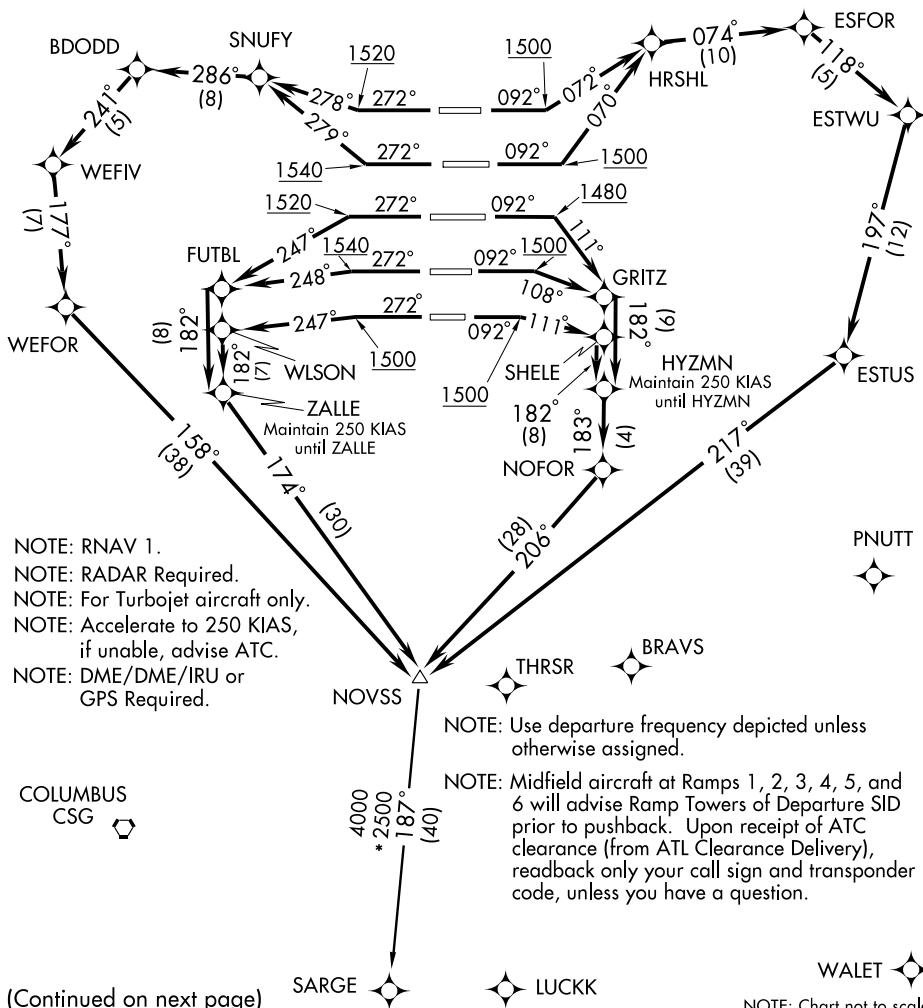 BDODD
SNUFY
ESFOR
1520
1500
074°
(10)
HRSHL
118°
(5)
286°
(8)
278°
272°
092°
072°
241°
(5)
ESTWU
279°
070°
WEFIV
272°
092°
1540
1500
1520
272°
092°
1480
177°
(7)
197°
(12)
247°
111°
FUTBL
1540
272°
092°
1500
GRITZ
248°
108°
WEFOR
(8)
182°
247°
272°
092°
111°
182°
(9)
182°
(7)
WLSON
1500
SHELE
HYZMN
Maintain 250 KIAS
until HYZMN
ESTUS
1500
ZALLE
Maintain 250 KIAS
until ZALLE
182°
(8)
183°
(4)
158°
(38)
174°
(30)
NOFOR
217°
(39)
(28)
206°
NOTE: RNAV 1.
NOTE: RADAR Required.
NOTE: For Turbojet aircraft only.
NOTE: Accelerate to 250 KIAS,
if unable, advise ATC.
NOTE: DME/DME/IRU or
GPS Required.
PNUTT
BRAVS
THRSR
NOVSS
NOTE: Use departure frequency depicted unless
otherwise assigned.
NOTE: Midfield aircraft at Ramps 1, 2, 3, 4, 5, and
6 will advise Ramp Towers of Departure SID
prior to pushback. Upon receipt of ATC
clearance (from ATL Clearance Delivery),
readback only your call sign and transponder
code, unless you have a question.
COLUMBUS
CSG
4000
*2500
187°
(40)
SARGE
LUCKK
WALET
(Continued on next page)
NOTE: Chart not to scale